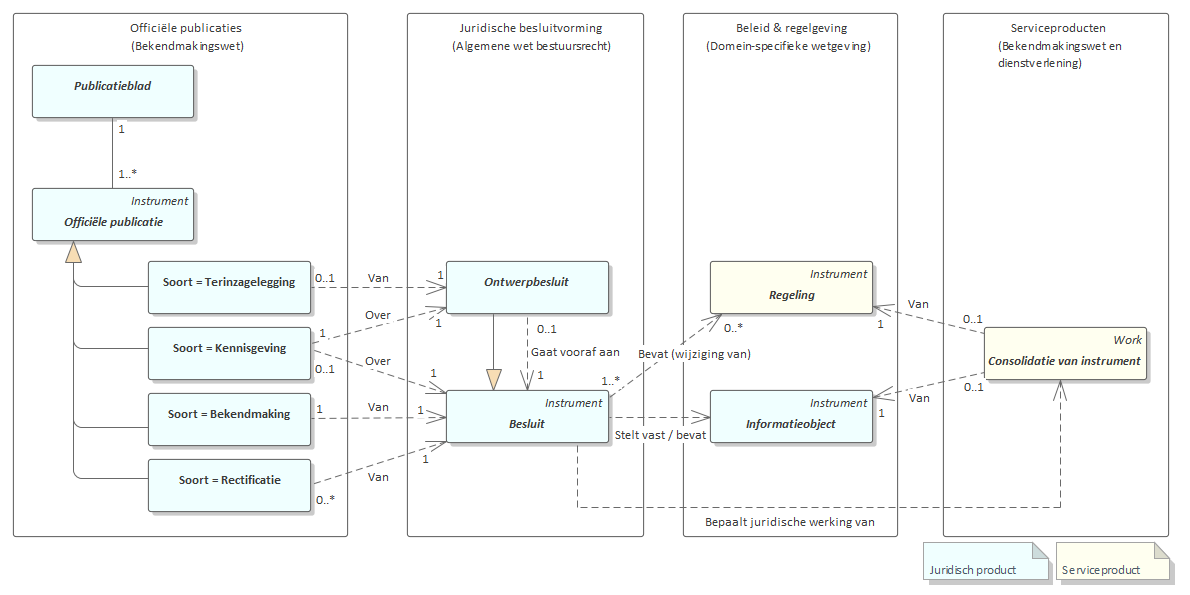 Officiële publicaties
(Bekendmakingswet)
Publicatieblad
1
1..*
Instrument
Officiële publicatie
Soort = Terinzagelegging
Soort = Kennisgeving
Soort = Bekendmaking
Soort = Rectificatie
0..1
Van
1
1
Over
1
0..1
Over
1
1
Van
1
0..*
Van
1
Juridische besluitvorming
(Algemene wet bestuursrecht)
Ontwerpbesluit
0..1
Gaat vooraf aan
1
Instrument
Besluit
1..*
Bevat (wijziging van)
0..*
Stelt vast / bevat
Bepaalt juridische werking van
Beleid & regelgeving
(Domein-specifieke wetgeving)
Instrument
Regeling
Instrument
Informatieobject
Van
1
0..1
Van
1
0..1
Serviceproducten
(Bekendmakingswet en
dienstverlening)
Work
Consolidatie van instrument
Juridisch product
Serviceproduct